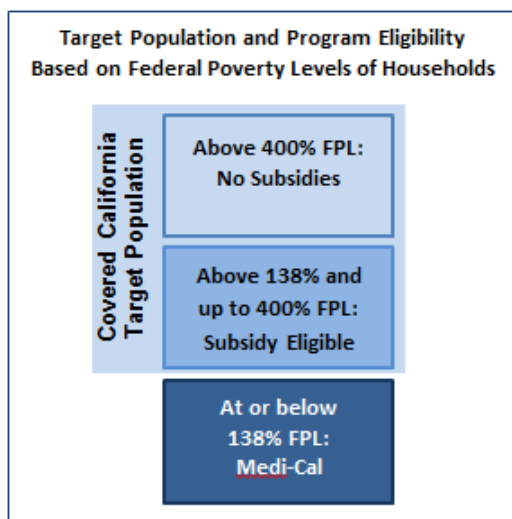 Target Population and Program Eligibility
Based on Federal Poverty Levels of Households
Covered California
Target Population
Above 400% FPL:
No Subsidies
Above 138% and
up to 400% FPL:
Subsidy Eligible
At or below
138% FPL:
Medi-Cal